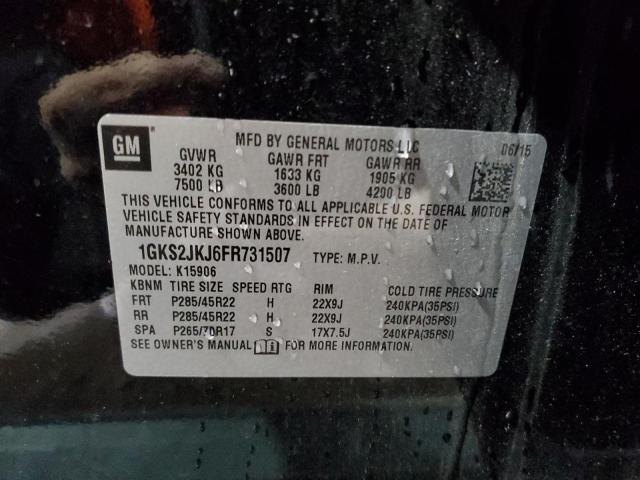 GM
MFD BY GENERAL MOTORS LLC 06/15
GVWR GAWR FRT GAWR RR
3402 KG 1633 KG 1905 KG
7500 LB 3600 LB 4200 LB
THIS VEHICLE CONFORMS TO ALL APPLICABLE U.S. FEDERAL MOTOR
VEHICLE SAFETY STANDARDS IN EFFECT ON THE DATE OF
MANUFACTURE SHOWN ABOVE.
1GKS2JKJ6FR731507 TYPE: M.P.V.
MODEL: K15906
KBNM TIRE SIZE SPEED RTG RIM COLD TIRE PRESSURE
FRT P285/45R22 H 22X9J 240KPA(35PSI)
RR P285/45R22 H 22X9J 240KPA(35PSI)
SPA P265/70R17 S 17X7.5J 240KPA(35PSI)
SEE OWNER'S MANUAL FOR MORE INFORMATION.